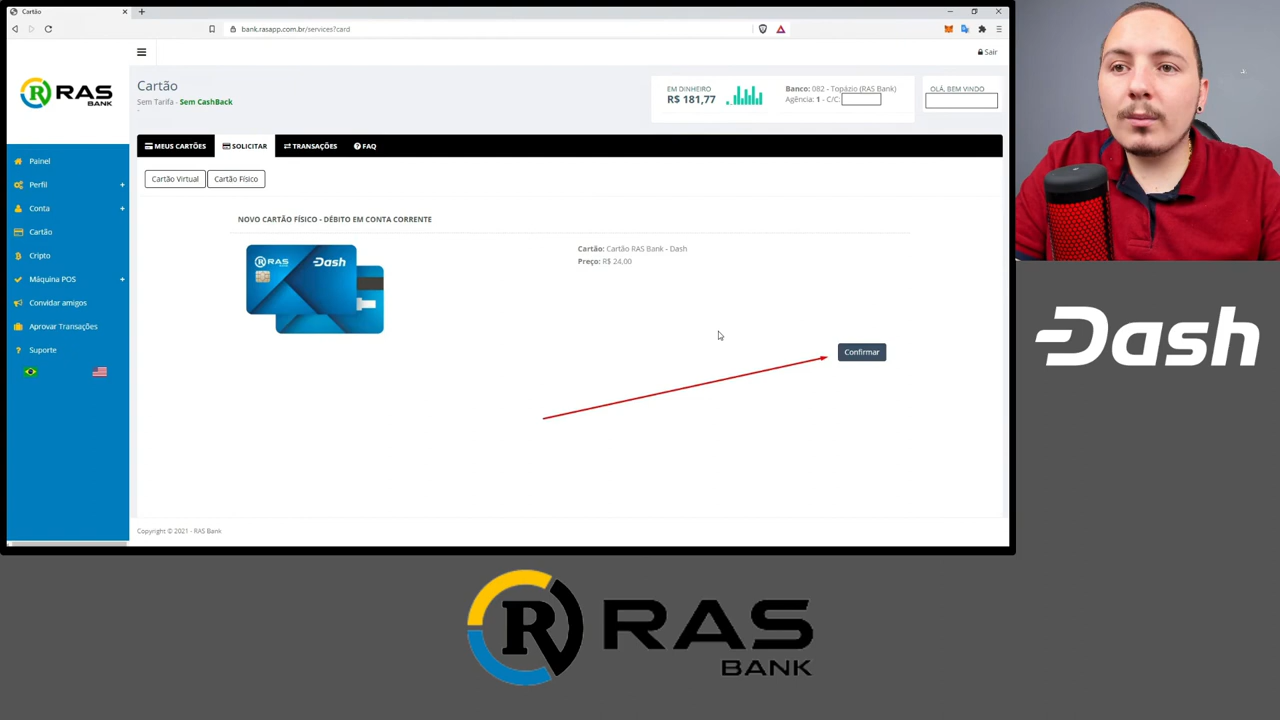 Cartão
bank.rasapp.com.br/services?card
Sair
RAS
BANK
Cartão
Sem Tarifa - Sem CashBack
-
EM DINHEIRO
R$ 181,77
Banco: 082 - Topázio (RAS Bank)
Agência: 1 - C/C:
OLÁ, BEM VINDO
MEUS CARTÕES
SOLICITAR
TRANSAÇÕES
FAQ
Painel
Perfil +
Conta +
Cartão
Cripto
Máquina POS +
Convidar amigos
Aprovar Transações
Suporte
Cartão Virtual
Cartão Físico
NOVO CARTÃO FÍSICO - DÉBITO EM CONTA CORRENTE
RAS
BANK
Dash
Cartão: Cartão RAS Bank - Dash
Preço: R$ 24,00
Confirmar
Copyright © 2021 - RAS Bank
Dash
R RAS
BANK